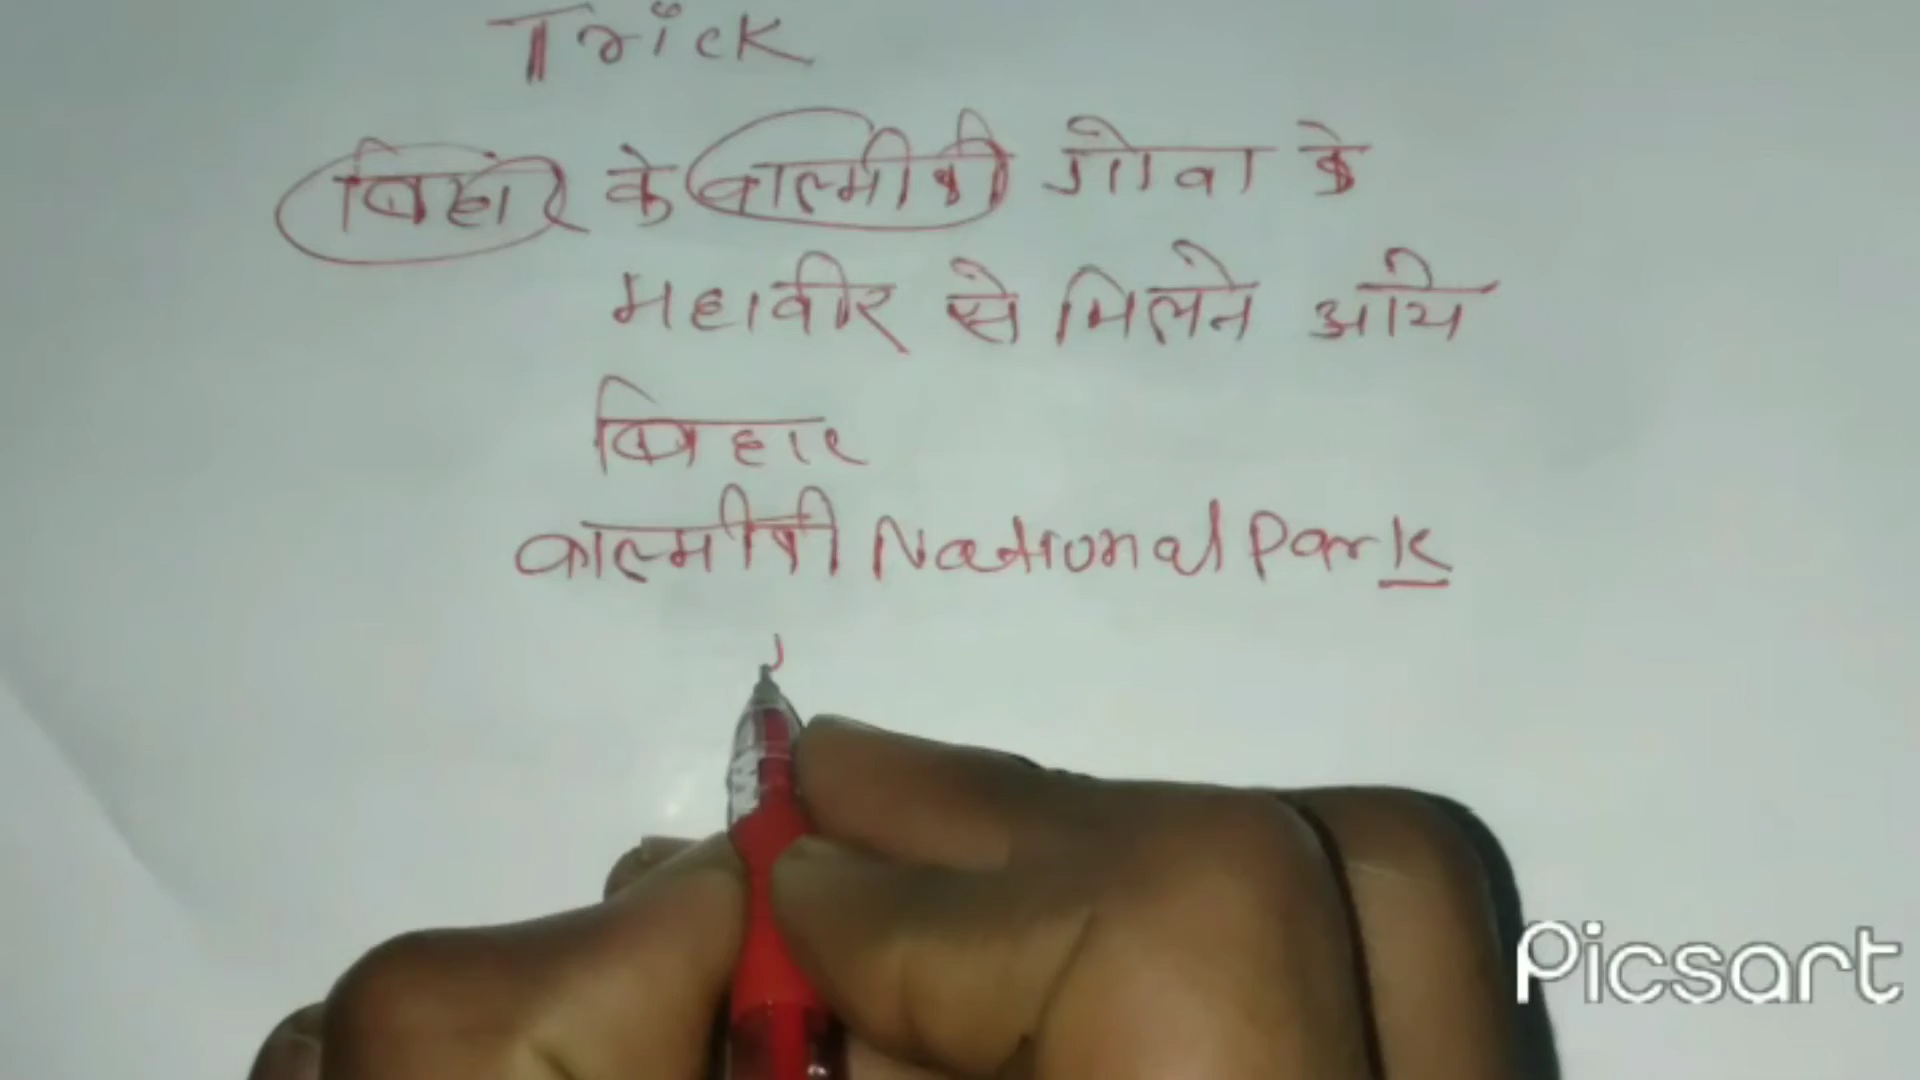 Trick
बिहार के वाल्मीकी गोवा के
महावीर से मिलने आये
बिहार
वाल्मीकी National Park
Picsart